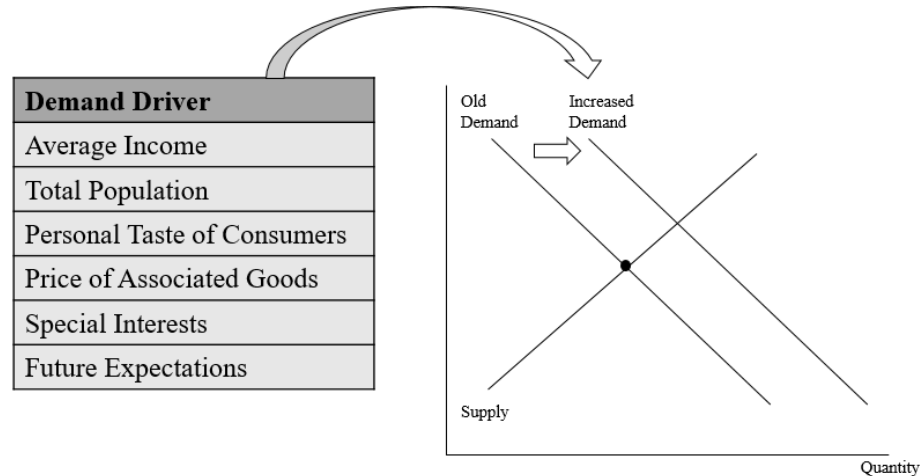 Demand Driver
Average Income
Total Population
Personal Taste of Consumers
Price of Associated Goods
Special Interests
Future Expectations
Old
Demand
Increased
Demand
Supply
Quantity